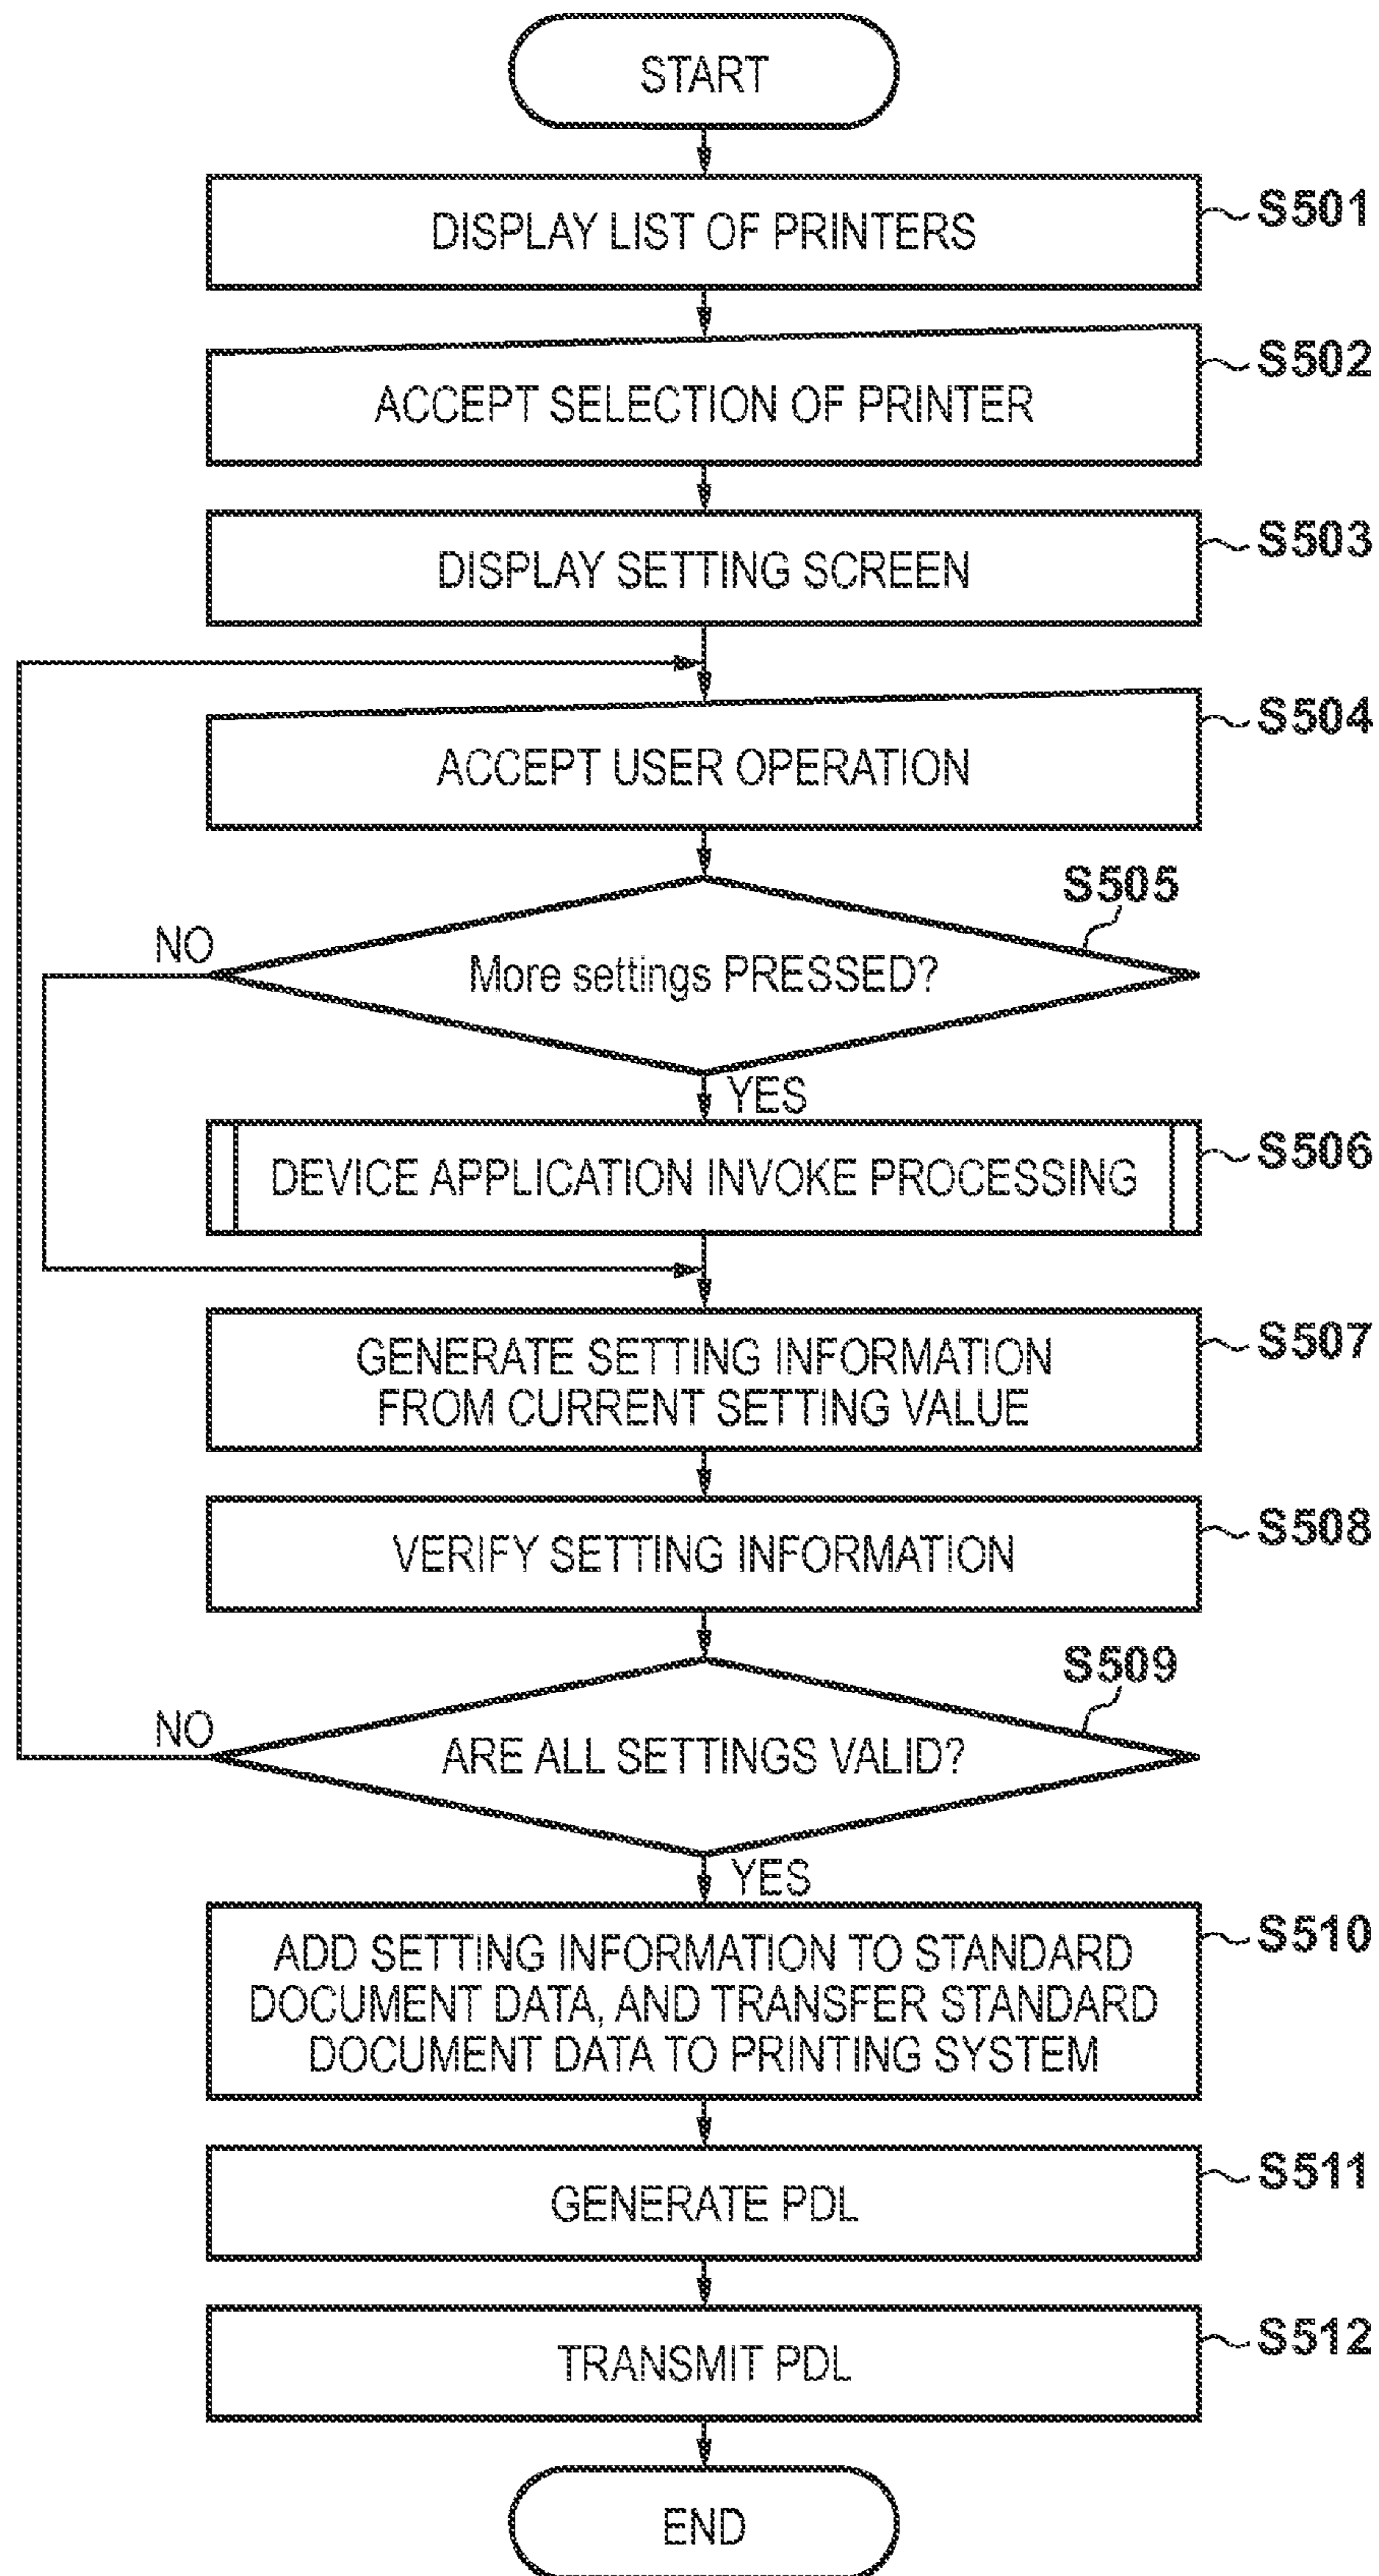 START
DISPLAY LIST OF PRINTERS
S501
ACCEPT SELECTION OF PRINTER
S502
DISPLAY SETTING SCREEN
S503
ACCEPT USER OPERATION
S504
S505
NO
More settings PRESSED?
YES
DEVICE APPLICATION INVOKE PROCESSING
S506
GENERATE SETTING INFORMATION
FROM CURRENT SETTING VALUE
S507
VERIFY SETTING INFORMATION
S508
S509
NO
ARE ALL SETTINGS VALID?
YES
ADD SETTING INFORMATION TO STANDARD
DOCUMENT DATA, AND TRANSFER STANDARD
DOCUMENT DATA TO PRINTING SYSTEM
S510
GENERATE PDL
S511
TRANSMIT PDL
S512
END